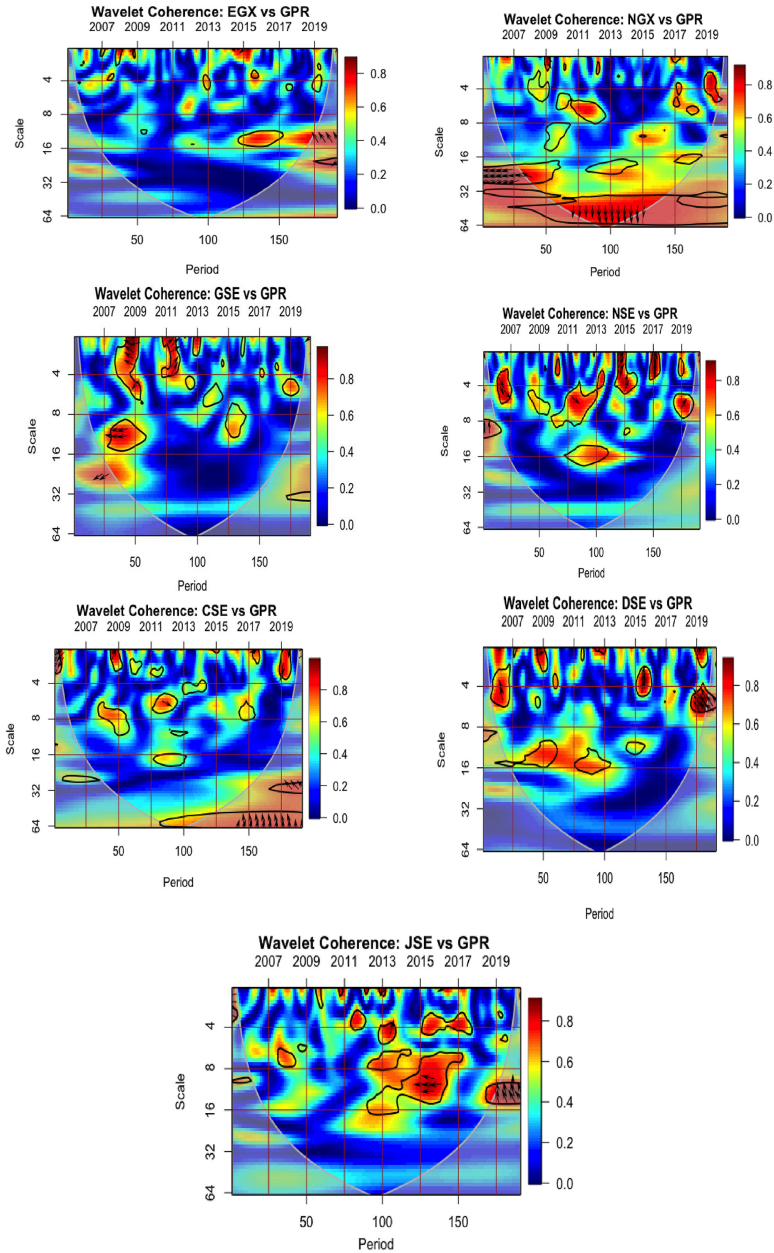 Wavelet Coherence: EGX vs GPR
2007 2009 2011 2013 2015 2017 2019
Scale
4
8
16
32
64
50 100 150
Period
0.8
0.6
0.4
0.2
0.0
Wavelet Coherence: NGX vs GPR
2007 2009 2011 2013 2015 2017 2019
Scale
4
8
16
32
64
50 100 150
Period
0.8
0.6
0.4
0.2
0.0
Wavelet Coherence: GSE vs GPR
2007 2009 2011 2013 2015 2017 2019
Scale
4
8
16
32
64
50 100 150
Period
0.8
0.6
0.4
0.2
0.0
Wavelet Coherence: NSE vs GPR
2007 2009 2011 2013 2015 2017 2019
Scale
4
8
16
32
64
50 100 150
Period
0.8
0.6
0.4
0.2
0.0
Wavelet Coherence: CSE vs GPR
2007 2009 2011 2013 2015 2017 2019
Scale
4
8
16
32
64
50 100 150
Period
0.8
0.6
0.4
0.2
0.0
Wavelet Coherence: DSE vs GPR
2007 2009 2011 2013 2015 2017 2019
Scale
4
8
16
32
64
50 100 150
Period
0.8
0.6
0.4
0.2
0.0
Wavelet Coherence: JSE vs GPR
2007 2009 2011 2013 2015 2017 2019
Scale
4
8
16
32
64
50 100 150
Period
0.8
0.6
0.4
0.2
0.0